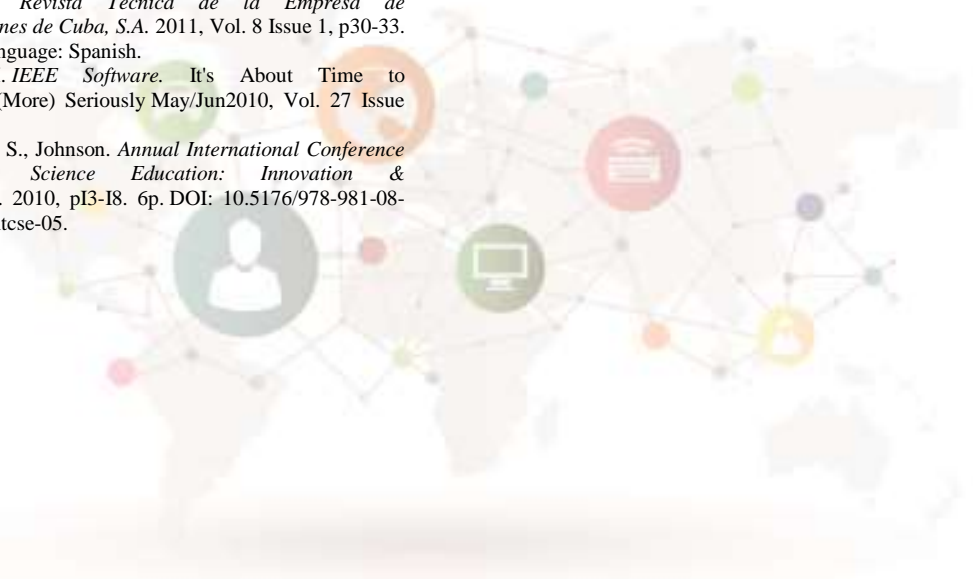 Revista Técnica de la Empresa de
nes de Cuba, S.A. 2011, Vol. 8 Issue 1, p30-33.
nguage: Spanish.
. IEEE Software. It's About Time to
(More) Seriously May/Jun2010, Vol. 27 Issue
S., Johnson. Annual International Conference
Science Education: Innovation &
. 2010, pI3-I8. 6p. DOI: 10.5176/978-981-08-
tcse-05.